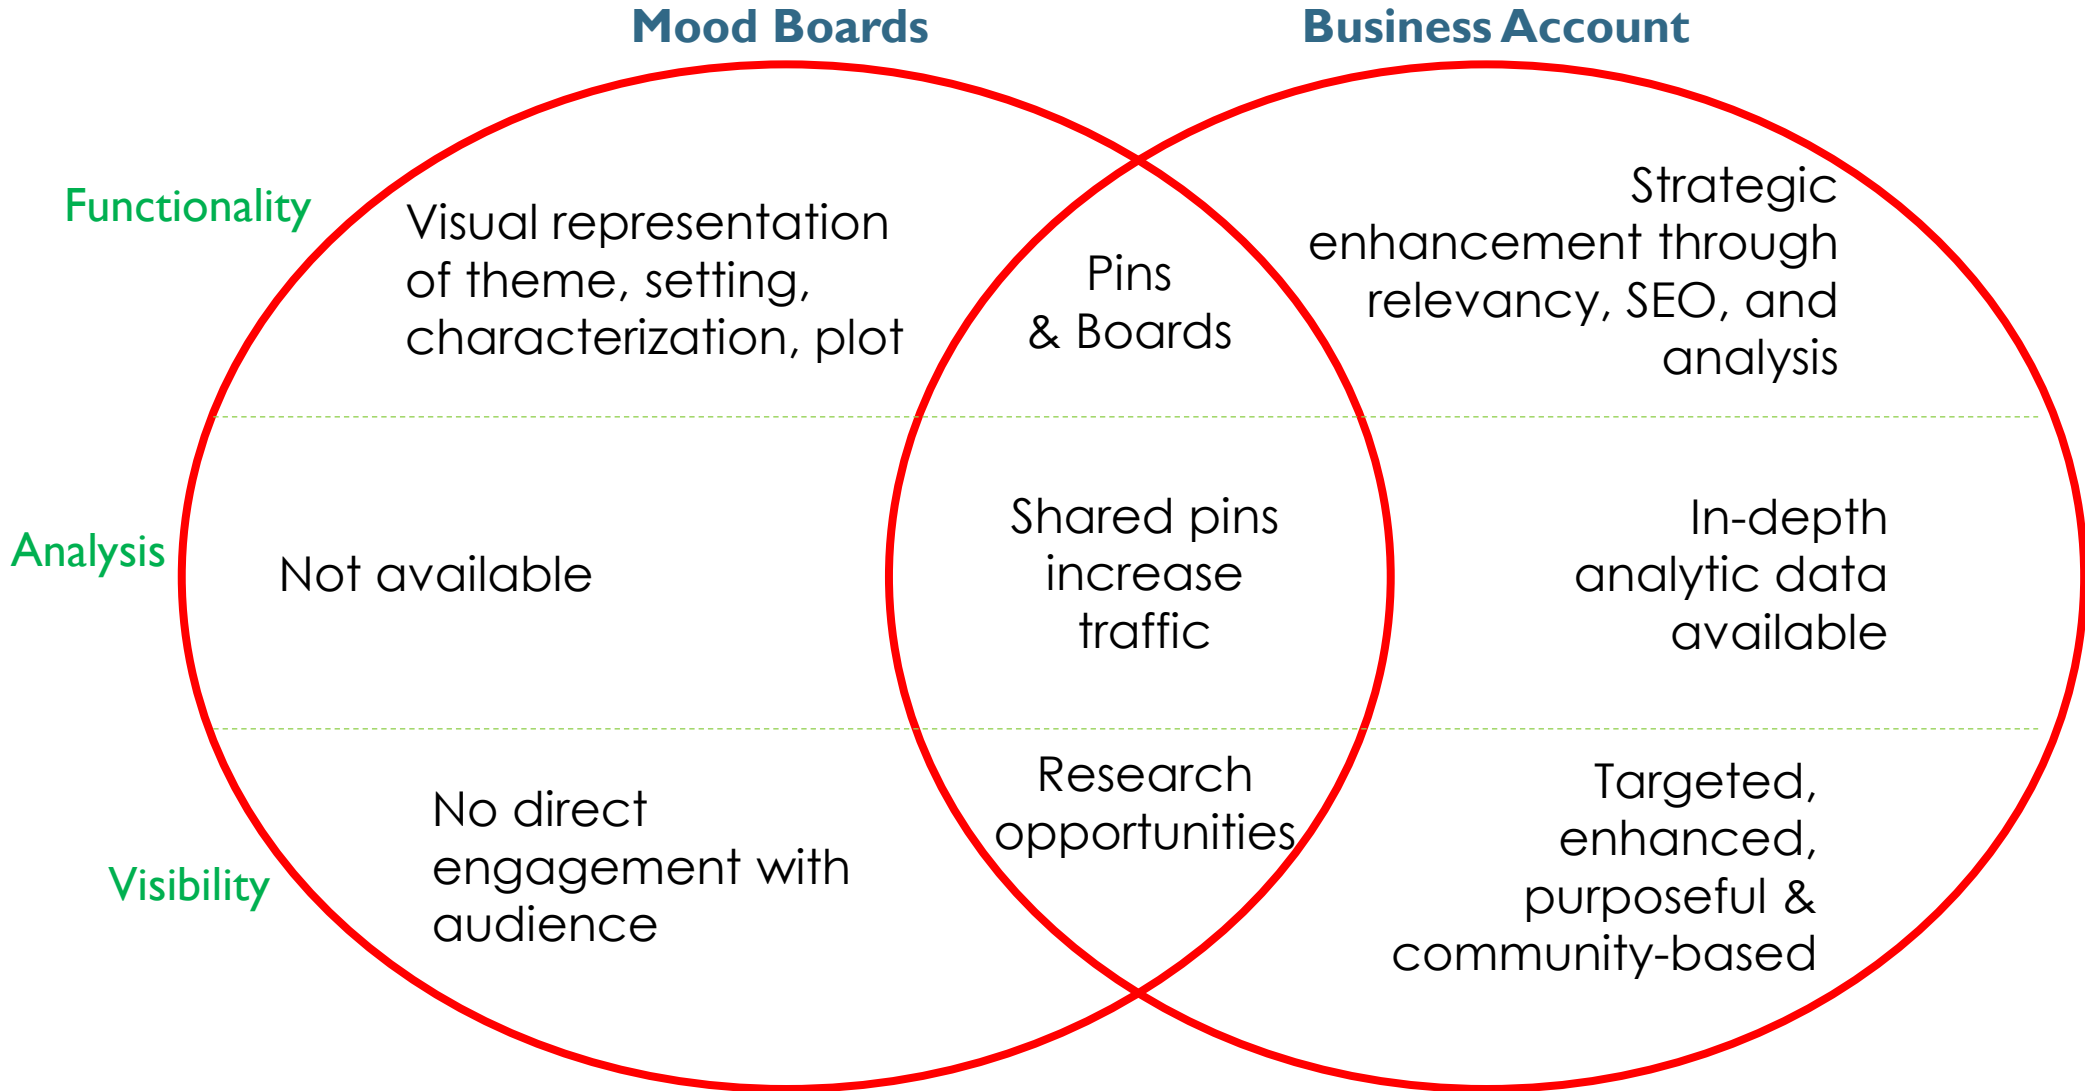 Mood Boards
Business Account
Functionality
Visual representation
of theme, setting,
characterization, plot
Pins
& Boards
Strategic
enhancement through
relevancy, SEO, and
analysis
Analysis
Not available
Shared pins
increase
traffic
In-depth
analytic data
available
Visibility
No direct
engagement with
audience
Research
opportunities
Targeted,
enhanced,
purposeful &
community-based